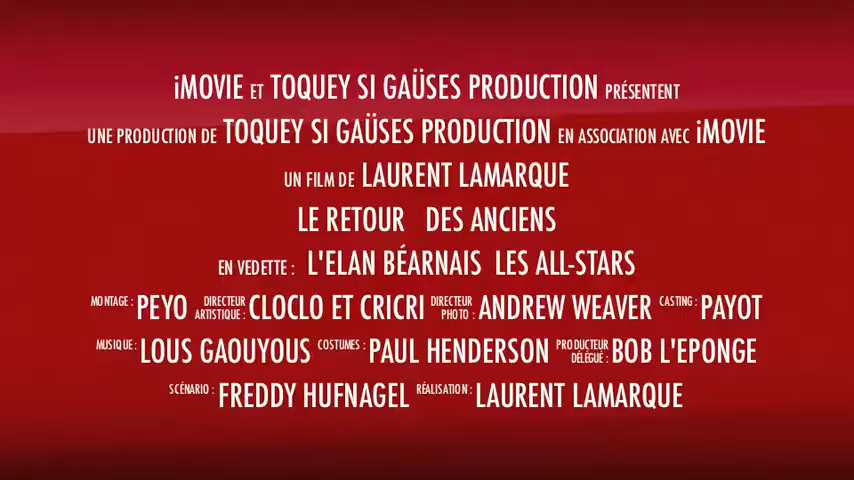 iMOVIE ET TOQUEY SI GAÜSES PRODUCTION PRÉSENTENT
UNE PRODUCTION DE TOQUEY SI GAÜSES PRODUCTION EN ASSOCIATION AVEC iMOVIE
UN FILM DE LAURENT LAMARQUE
LE RETOUR DES ANCIENS
EN VEDETTE : L'ELAN BÉARNAIS LES ALL-STARS
MONTAGE : PEYO DIRECTEUR ARTISTIQUE : CLOCLO ET CRICRI DIRECTEUR PHOTO : ANDREW WEAVER CASTING : PAYOT
MUSIQUE : LOUS GAOUYOUS COSTUMES : PAUL HENDERSON PRODUCTEUR DÉLÉGUÉ : BOB L'EPONGE
SCÉNARIO : FREDDY HUFNAGEL RÉALISATION : LAURENT LAMARQUE